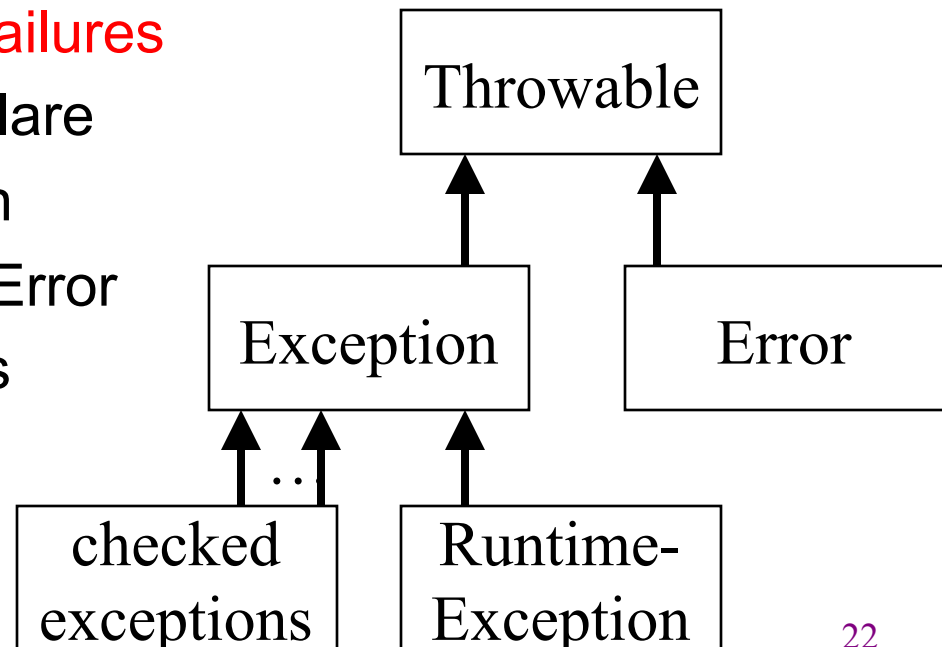 ailures
lare
n
Error
s
Throwable
Exception
Error
...
checked
exceptions
Runtime-
Exception
22